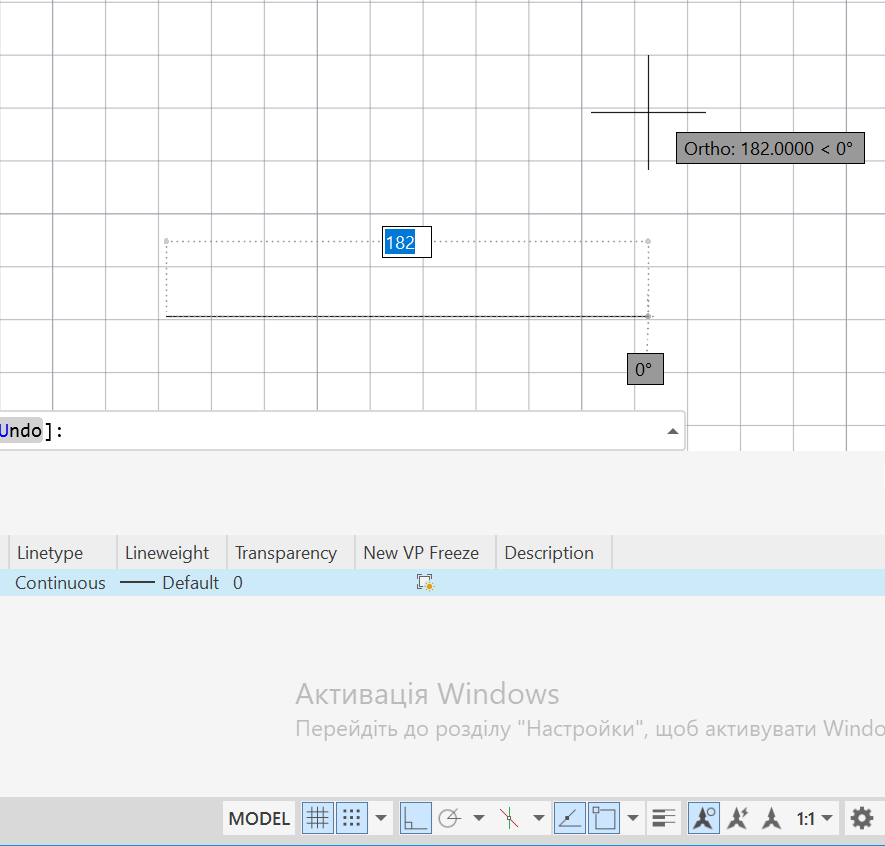 Ortho: 182.0000 < 0°
182
0°
Undo]:
Linetype Lineweight Transparency New VP Freeze Description
Continuous Default 0
Активація Windows
Перейдіть до розділу "Настройки", щоб активувати Windo
MODEL 1:1